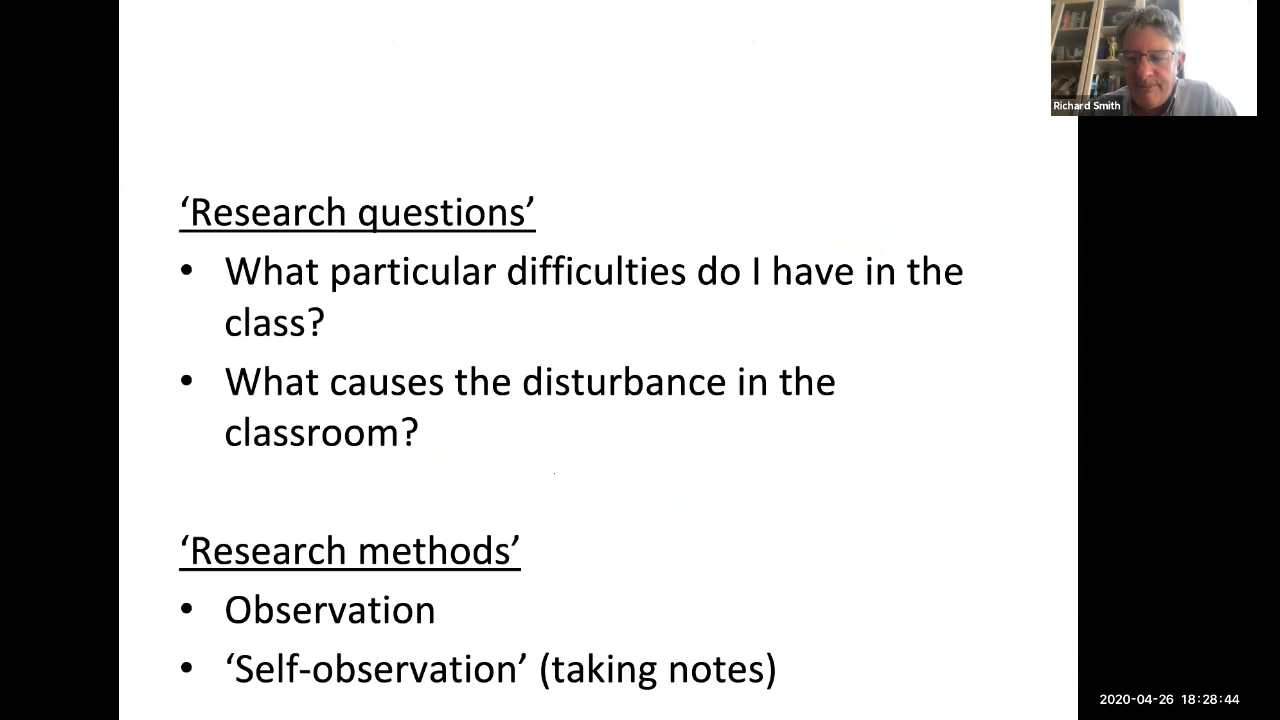 Richard Smith
‘Research questions’
• What particular difficulties do I have in the
class?
• What causes the disturbance in the
classroom?
‘Research methods’
• Observation
• ‘Self-observation’ (taking notes)
2020-04-26 18:28:44